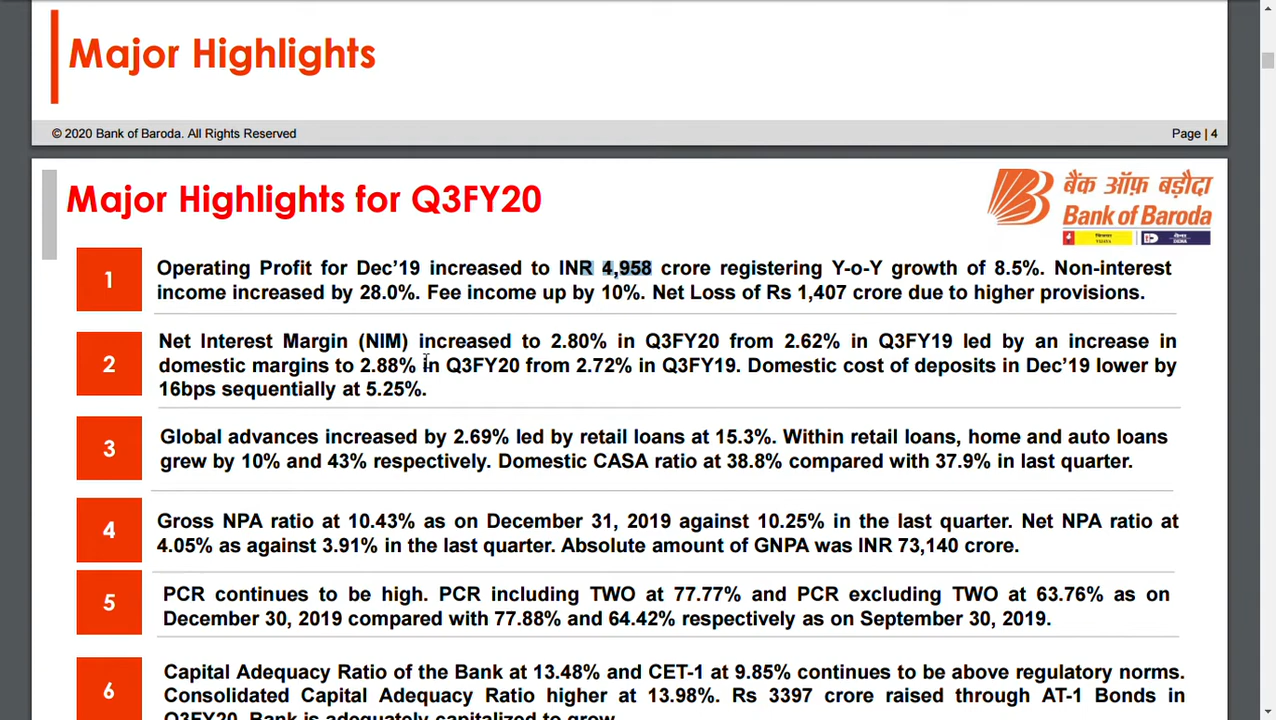 Major Highlights
© 2020 Bank of Baroda. All Rights Reserved
Page | 4
Major Highlights for Q3FY20
बैंक ऑफ़ बड़ौदा
Bank of Baroda
VIJAYA
DENA
1
Operating Profit for Dec’19 increased to INR 4,958 crore registering Y-o-Y growth of 8.5%. Non-interest
income increased by 28.0%. Fee income up by 10%. Net Loss of Rs 1,407 crore due to higher provisions.
2
Net Interest Margin (NIM) increased to 2.80% in Q3FY20 from 2.62% in Q3FY19 led by an increase in
domestic margins to 2.88% in Q3FY20 from 2.72% in Q3FY19. Domestic cost of deposits in Dec’19 lower by
16bps sequentially at 5.25%.
3
Global advances increased by 2.69% led by retail loans at 15.3%. Within retail loans, home and auto loans
grew by 10% and 43% respectively. Domestic CASA ratio at 38.8% compared with 37.9% in last quarter.
4
Gross NPA ratio at 10.43% as on December 31, 2019 against 10.25% in the last quarter. Net NPA ratio at
4.05% as against 3.91% in the last quarter. Absolute amount of GNPA was INR 73,140 crore.
5
PCR continues to be high. PCR including TWO at 77.77% and PCR excluding TWO at 63.76% as on
December 30, 2019 compared with 77.88% and 64.42% respectively as on September 30, 2019.
6
Capital Adequacy Ratio of the Bank at 13.48% and CET-1 at 9.85% continues to be above regulatory norms.
Consolidated Capital Adequacy Ratio higher at 13.98%. Rs 3397 crore raised through AT-1 Bonds in
Q3FY20. Bank is adequately capitalized to grow.